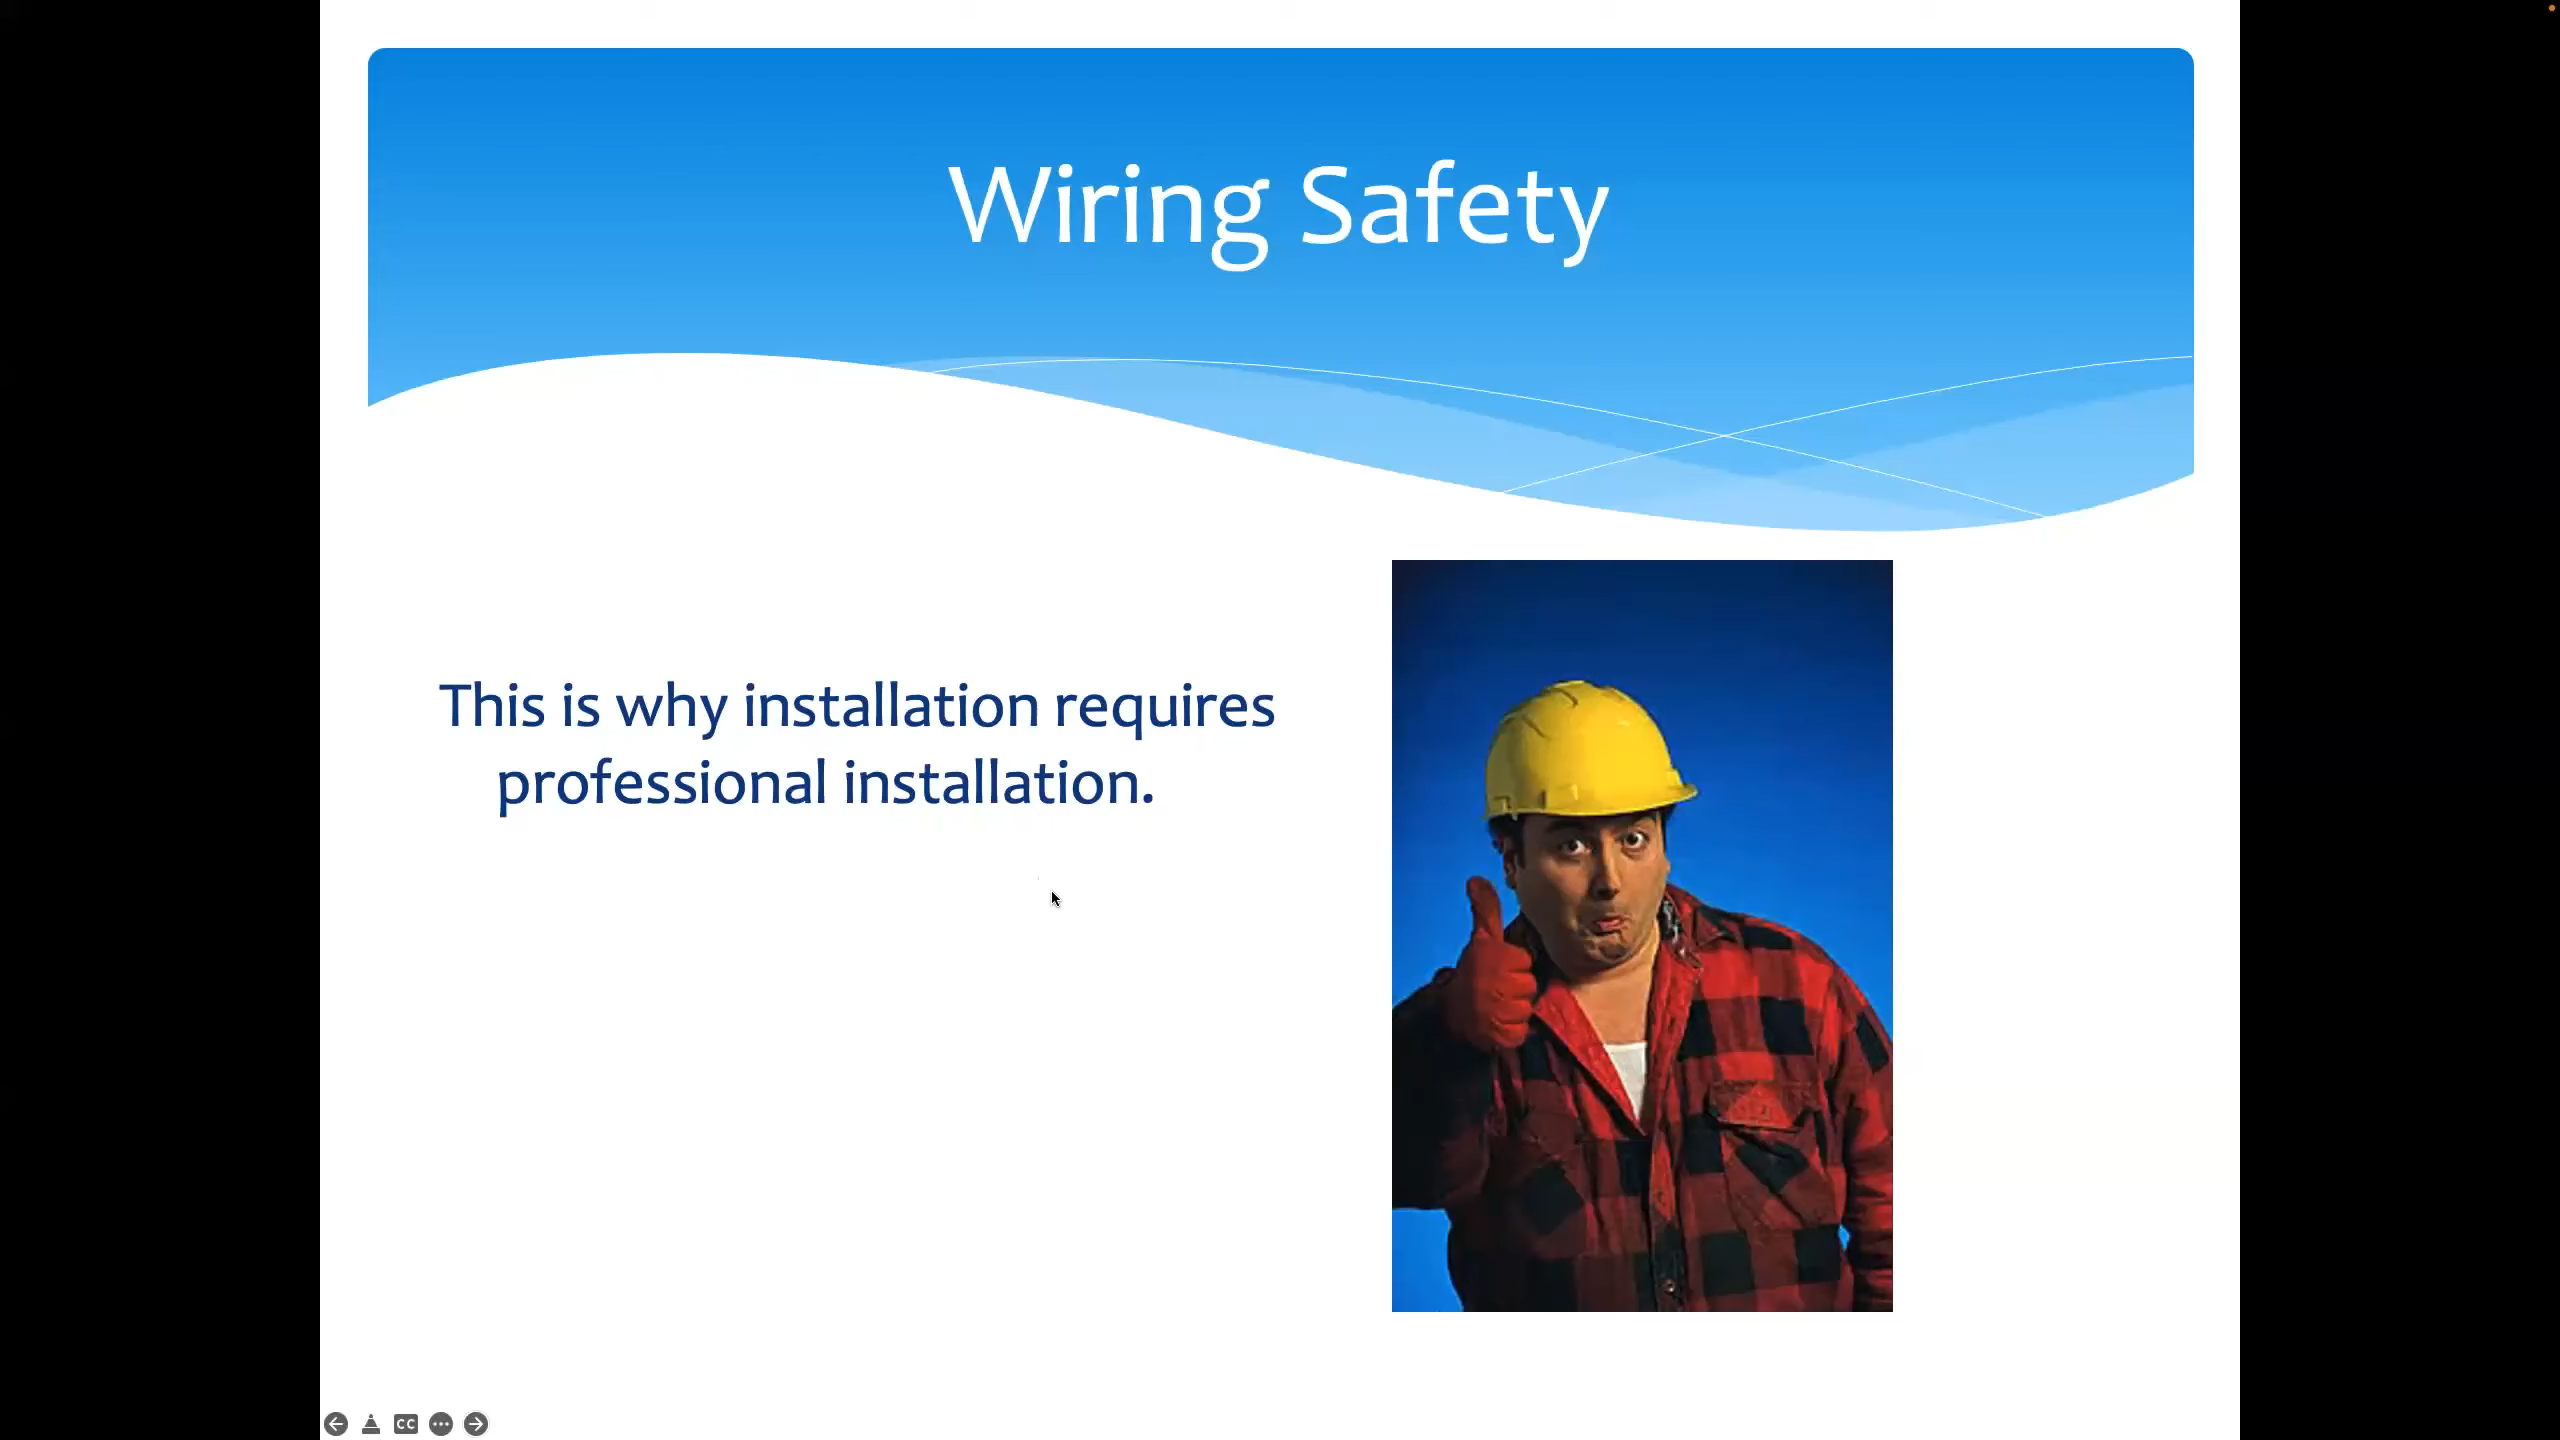 Wiring Safety
This is why installation requires
professional installation.
CC